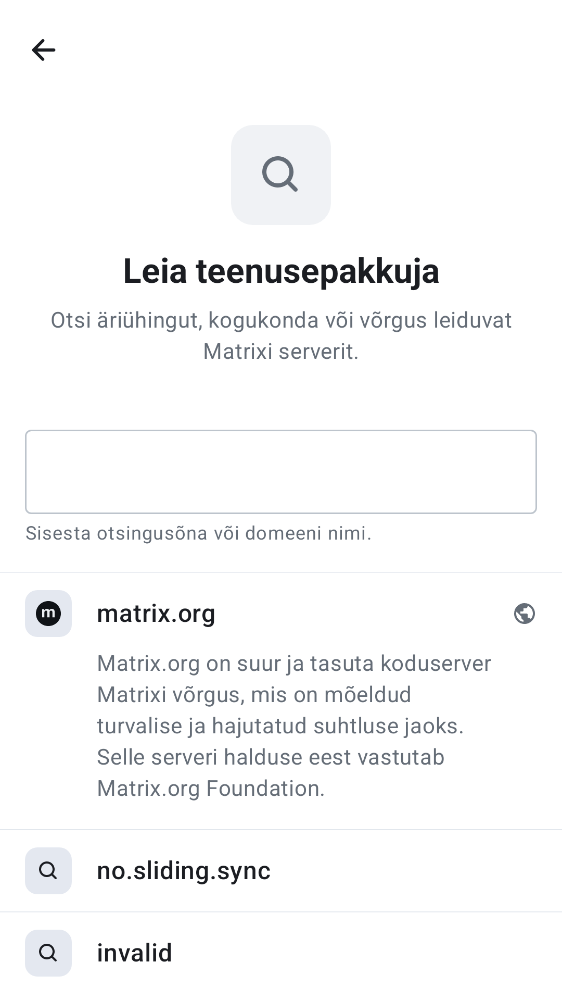 Leia teenusepakkuja
Otsi äriühingut, kogukonda või võrgus leiduvat
Matrixi serverit.
Sisesta otsingusõna või domeeni nimi.
m
matrix.org
Matrix.org on suur ja tasuta koduserver
Matrixi võrgus, mis on mõeldud
turvalise ja hajutatud suhtluse jaoks.
Selle serveri halduse eest vastutab
Matrix.org Foundation.
no.sliding.sync
invalid